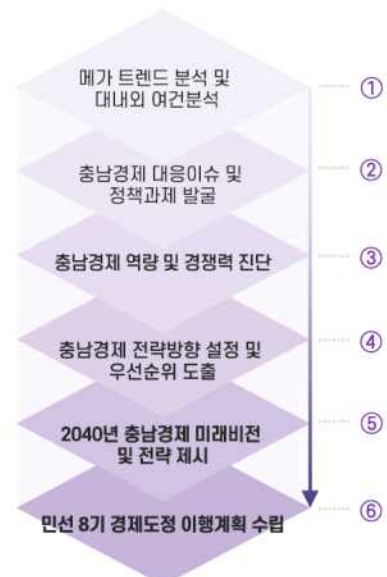 메가 트렌드 분석 및
대내외 여건분석
①
충남경제 대응이슈 및
정책과제 발굴
②
충남경제 역량 및 경쟁력 진단
③
충남경제 전략방향 설정 및
우선순위 도출
④
2040년 충남경제 미래비전
및 전략 제시
⑤
민선 8기 경제도정 이행계획 수립
⑥